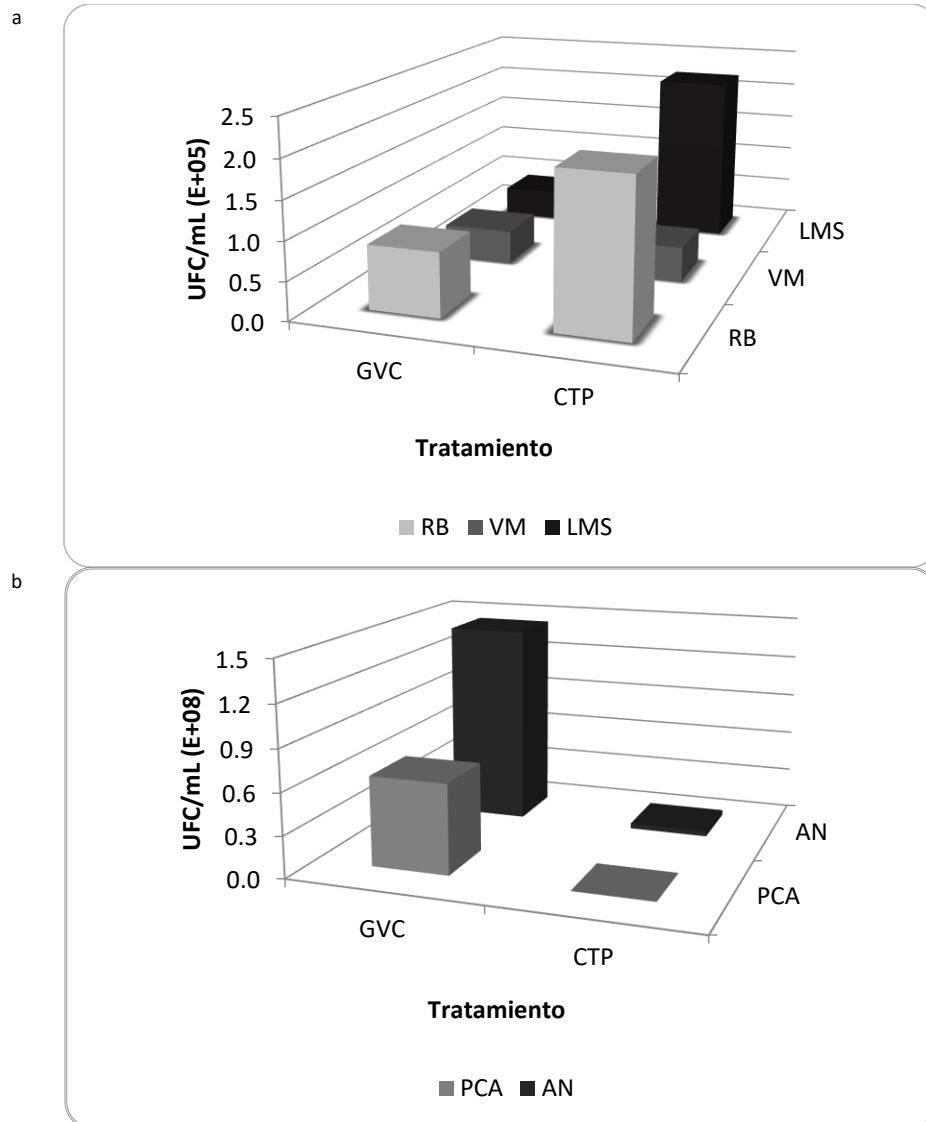 a
UFC/mL (E+05)
2.5
2.0
1.5
1.0
0.5
0.0
GVC
CTP
LMS
VM
RB
Tratamiento
RB VM LMS
b
UFC/mL (E+08)
1.5
1.2
0.9
0.6
0.3
0.0
GVC
CTP
AN
PCA
Tratamiento
PCA AN